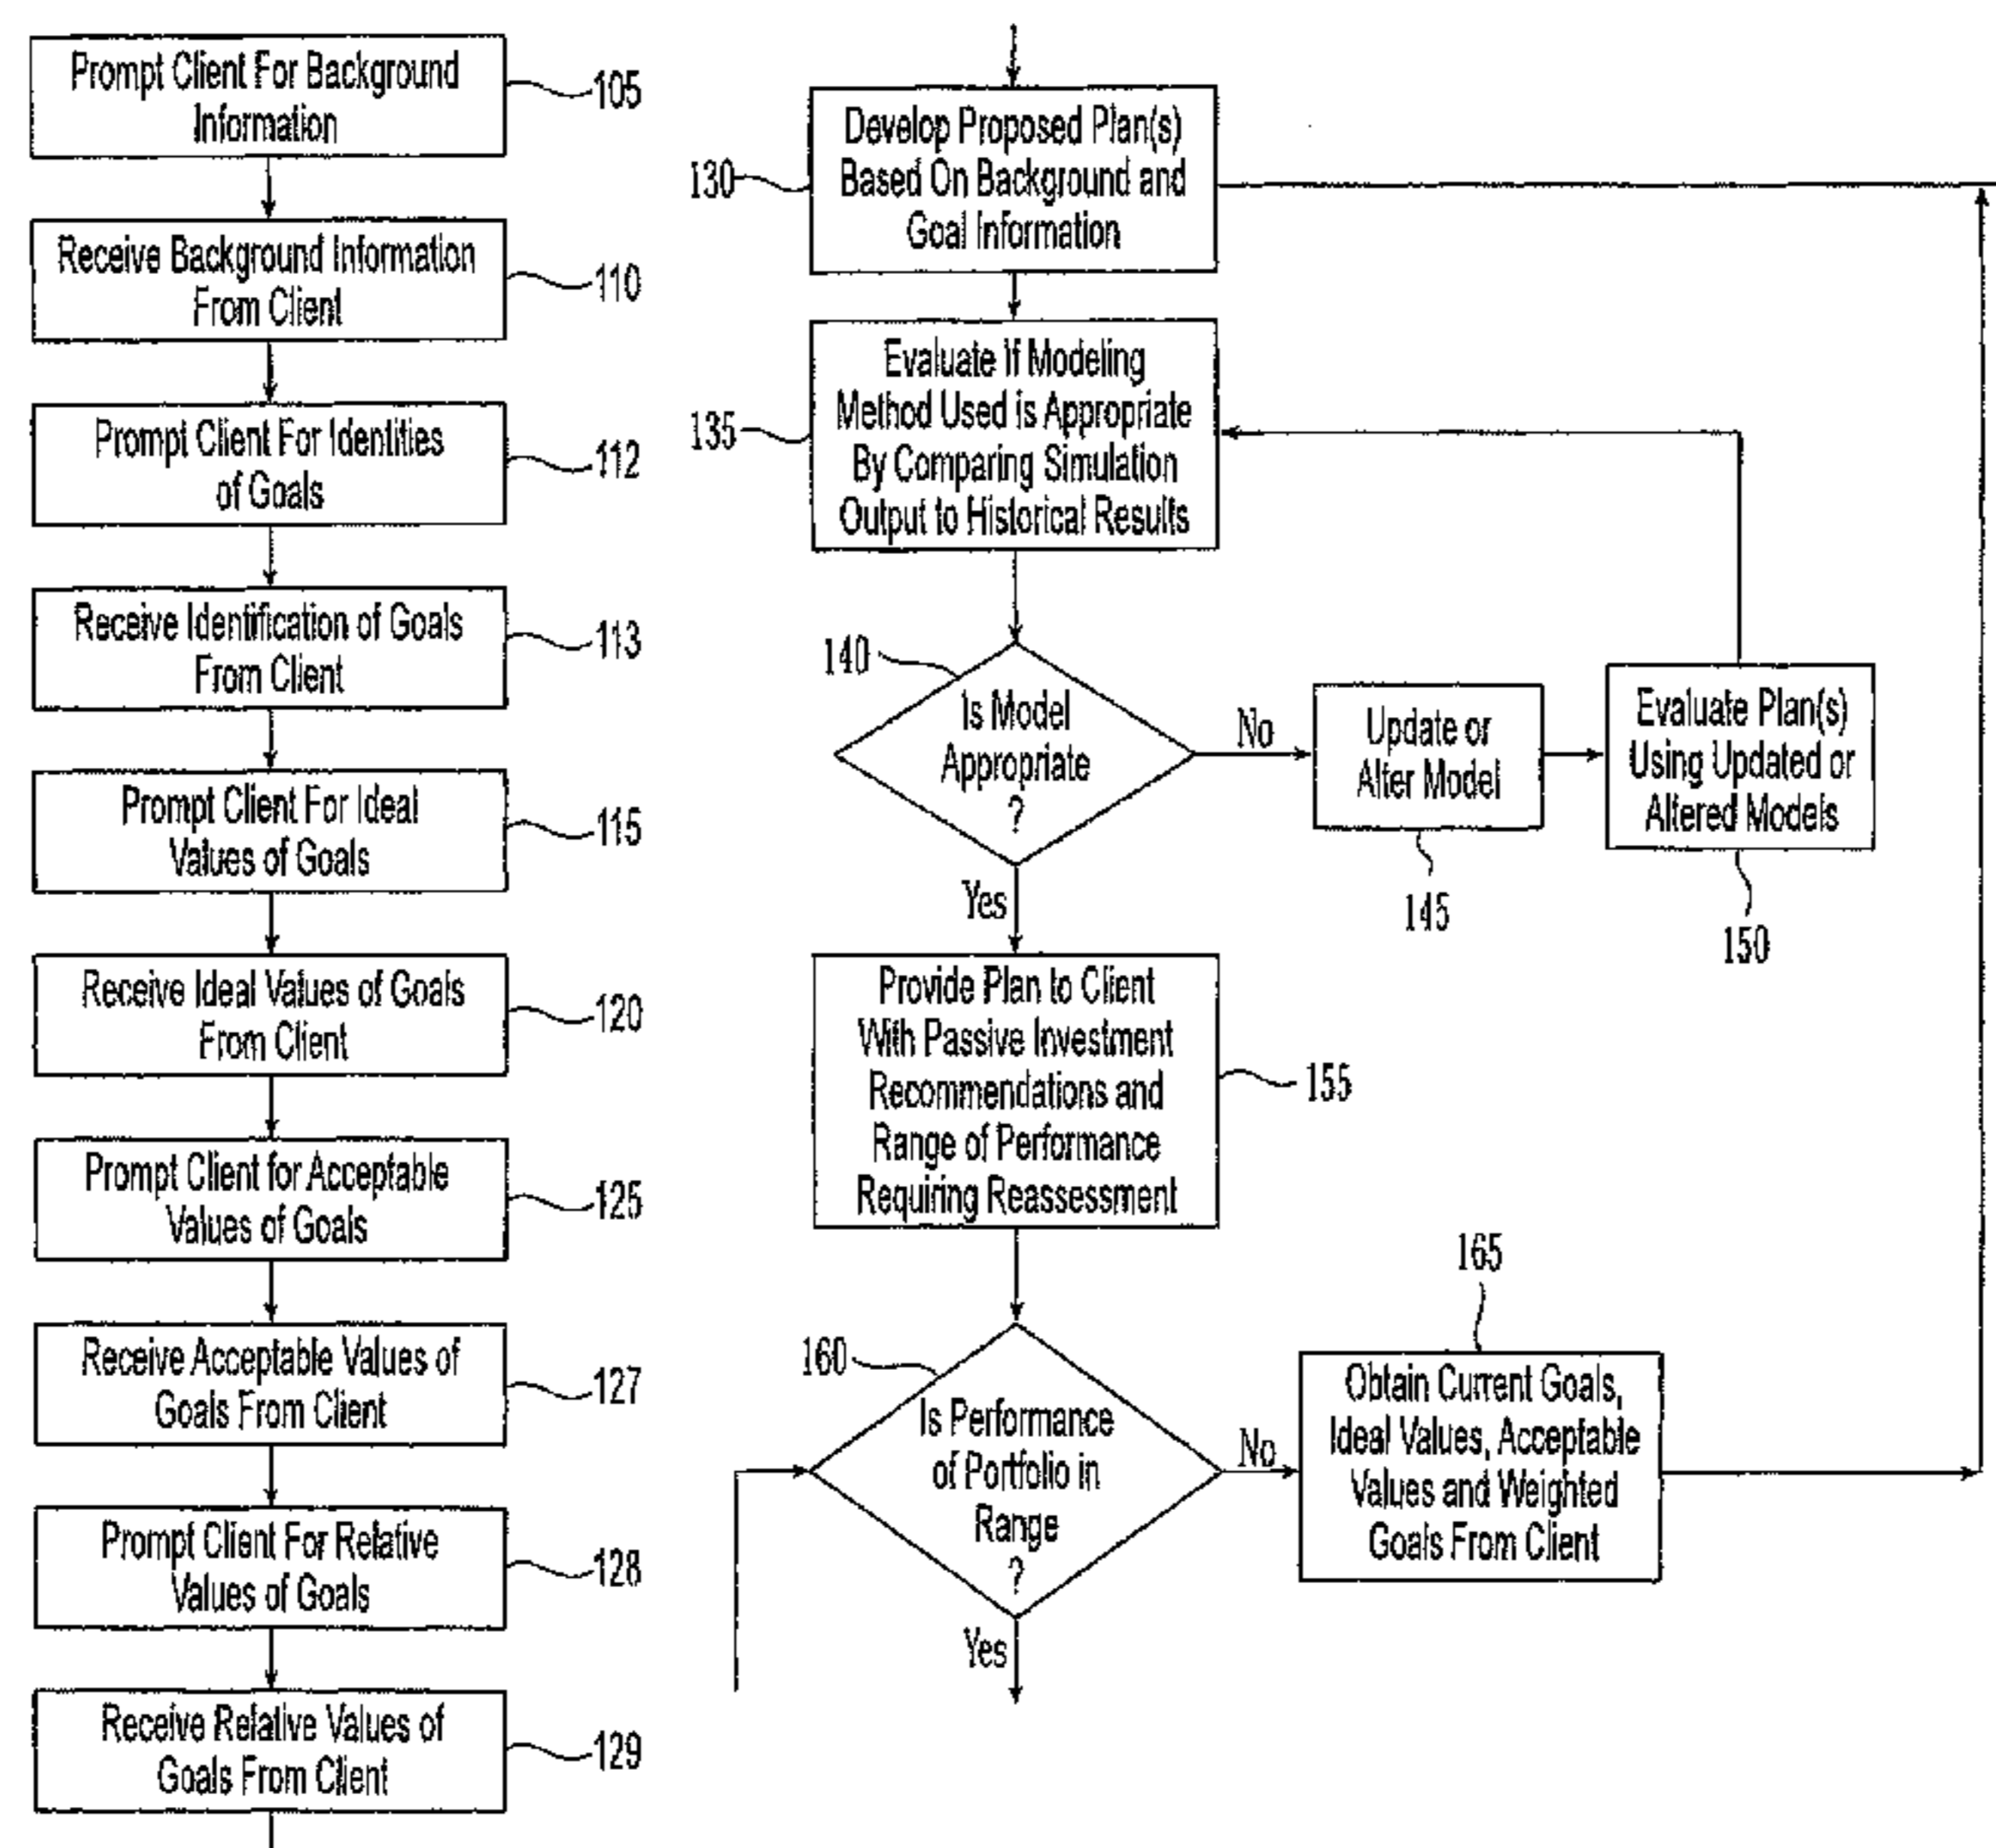 Prompt Client For Background
Information
105
Receive Background Information
From Client
110
Prompt Client For Identities
of Goals
112
Receive Identification of Goals
From Client
113
Prompt Client For Ideal
Values of Goals
115
Receive Ideal Values of Goals
From Client
120
Prompt Client for Acceptable
Values of Goals
125
Receive Acceptable Values of
Goals From Client
127
Prompt Client For Relative
Values of Goals
128
Receive Relative Values of
Goals From Client
129
Develop Proposed Plan(s)
Based On Background and
Goal Information
130
Evaluate if Modeling
Method Used is Appropriate
By Comparing Simulation
Output to Historical Results
135
140
Is Model
Appropriate
?
No
Yes
Update or
Alter Model
145
Evaluate Plan(s)
Using Updated or
Altered Models
150
Provide Plan to Client
With Passive Investment
Recommendations and
Range of Performance
Requiring Reassessment
155
160
Is Performance
of Portfolio in
Range
?
No
Yes
165
Obtain Current Goals,
Ideal Values, Acceptable
Values and Weighted
Goals From Client